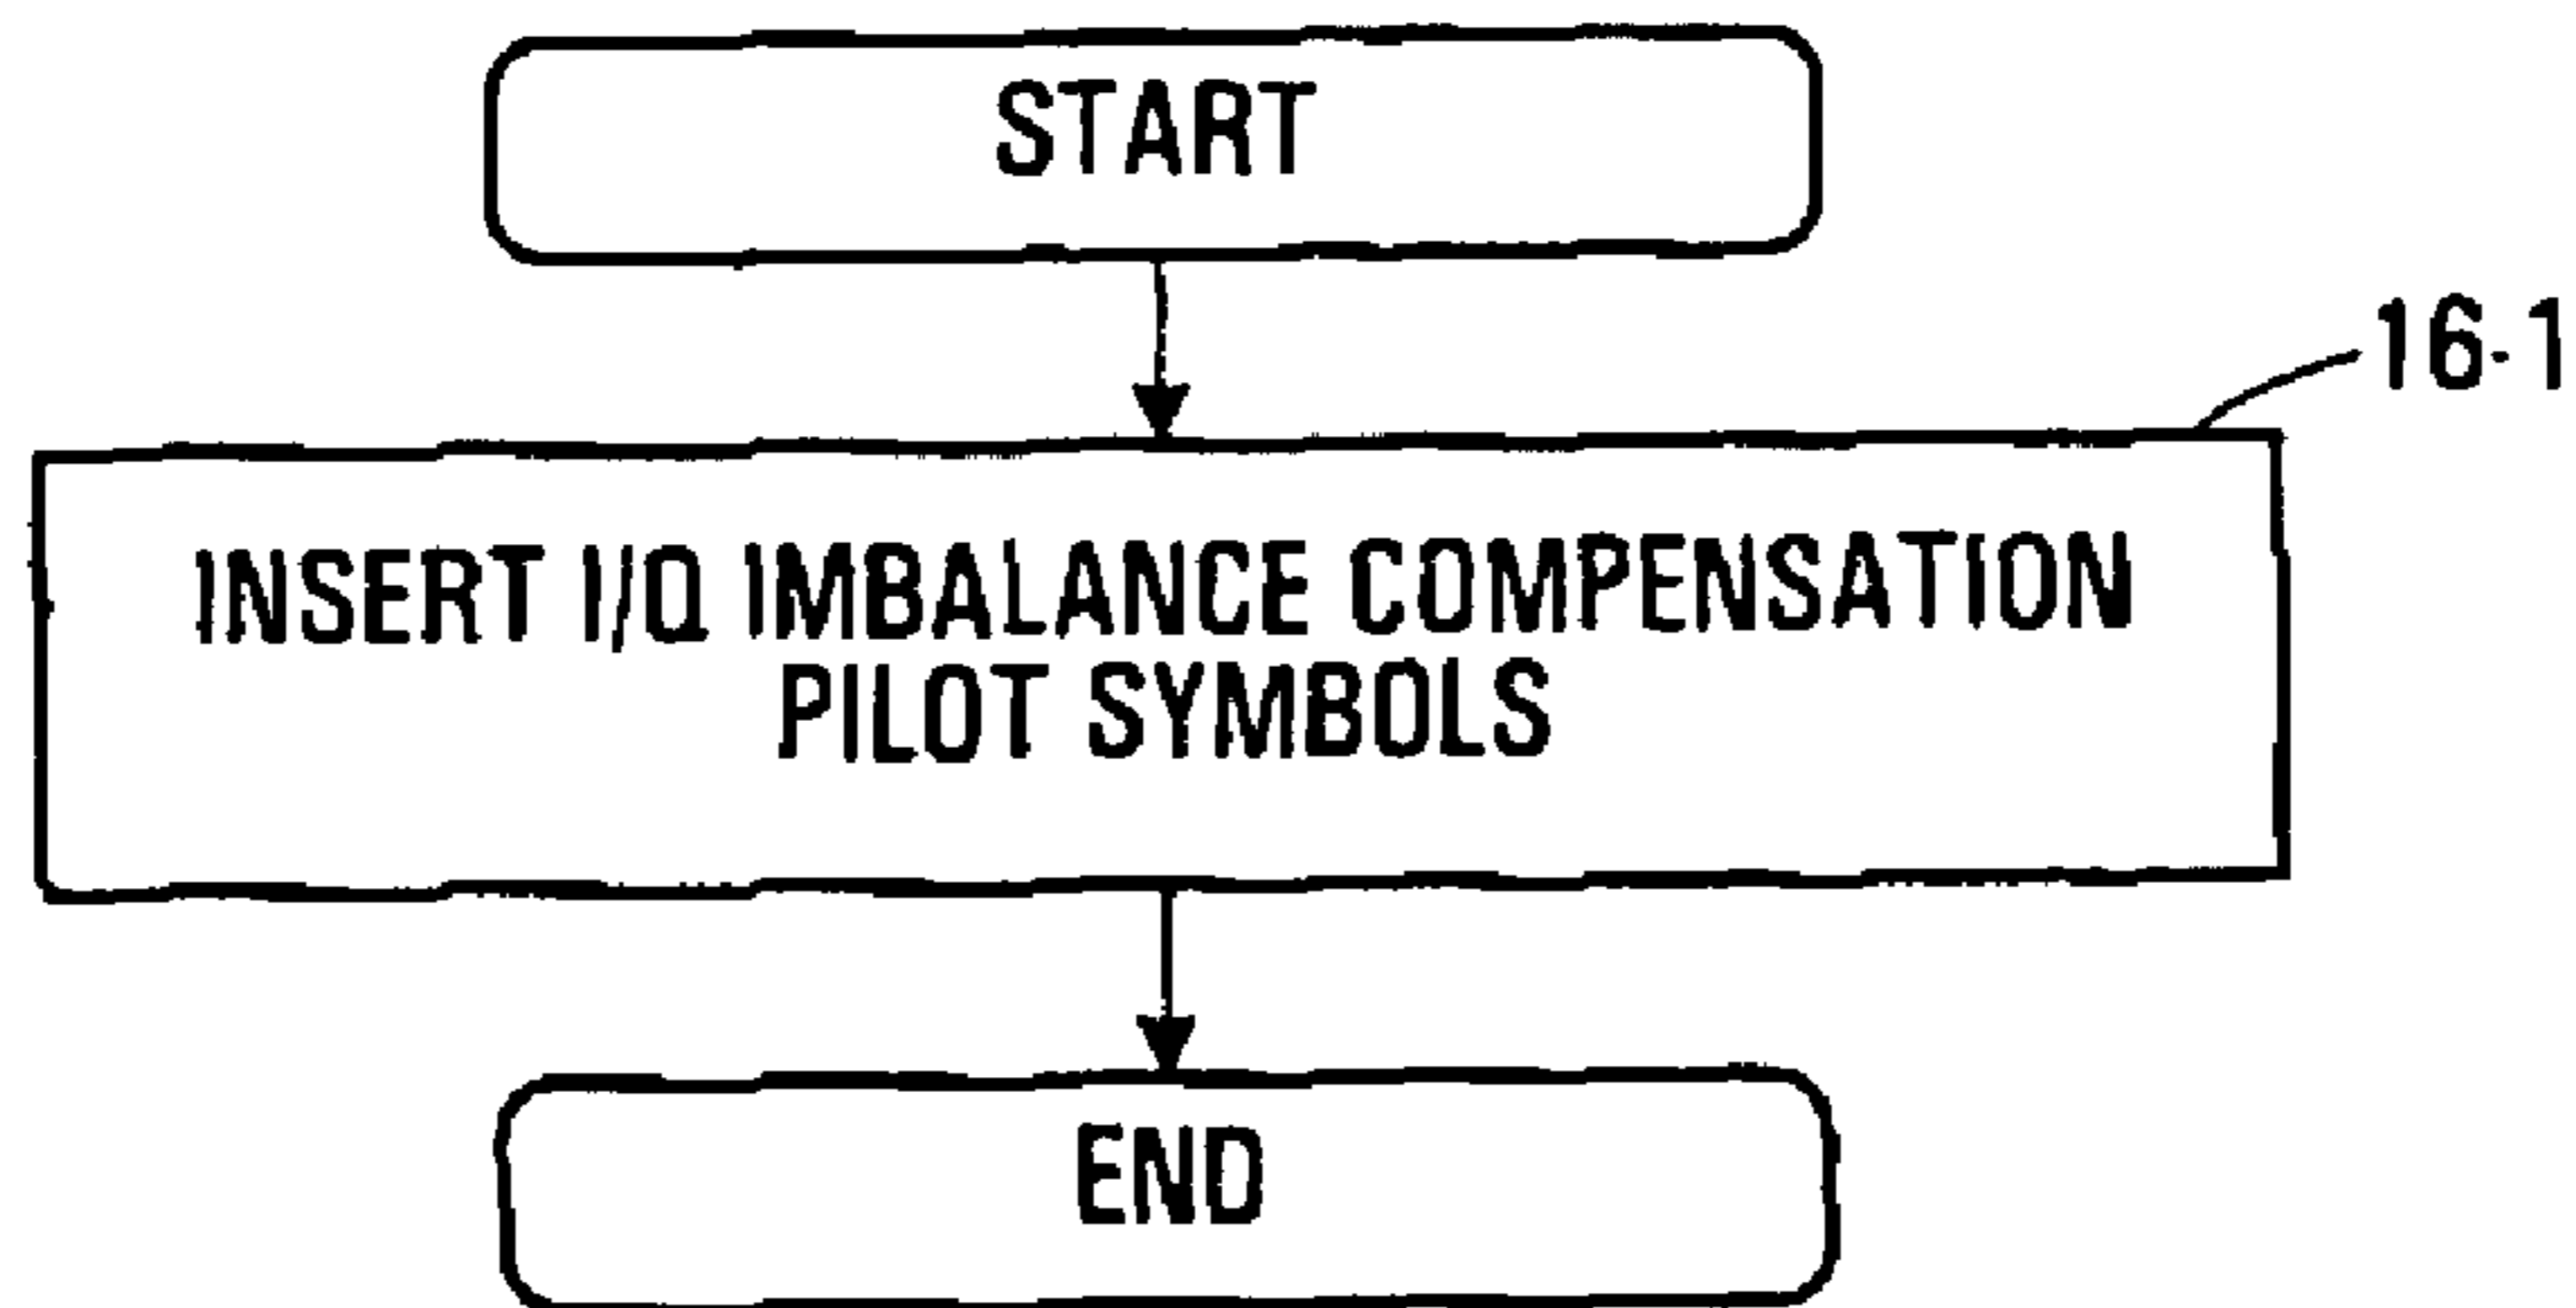 START
16-1
INSERT I/Q IMBALANCE COMPENSATION
PILOT SYMBOLS
END